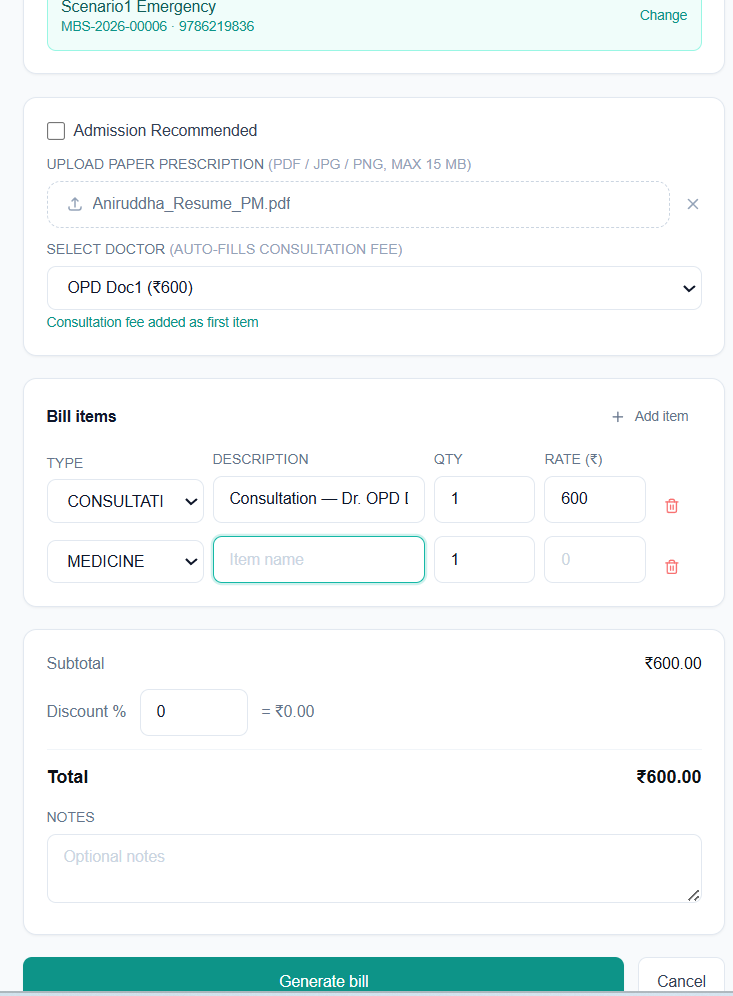 Scenario1 Emergency
MBS-2026-00006 · 9786219836
Change
Admission Recommended
UPLOAD PAPER PRESCRIPTION (PDF / JPG / PNG, MAX 15 MB)
Aniruddha_Resume_PM.pdf
SELECT DOCTOR (AUTO-FILLS CONSULTATION FEE)
OPD Doc1 (₹600)
Consultation fee added as first item
Bill items
+ Add item
TYPE DESCRIPTION QTY RATE (₹)
CONSULTATI Consultation — Dr. OPD 1 600
MEDICINE Item name 1 0
Subtotal ₹600.00
Discount % 0 = ₹0.00
Total ₹600.00
NOTES
Optional notes
Generate bill
Cancel